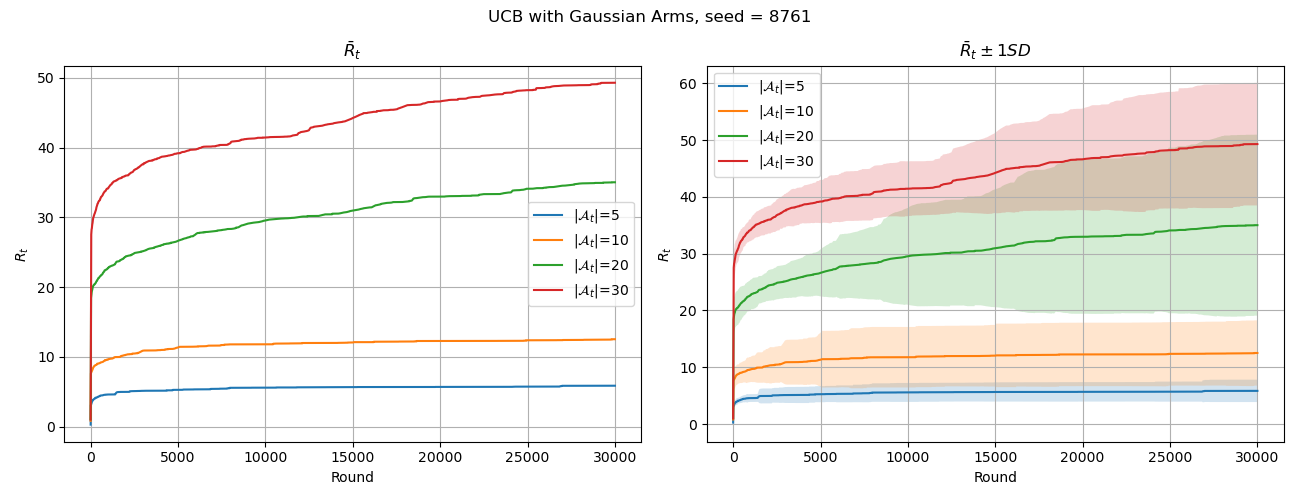 UCB with Gaussian Arms, seed = 8761
R̄ₜ
50
40
30
20
10
0
Rₜ
0 5000 10000 15000 20000 25000 30000
Round
|𝒜ₜ|=5
|𝒜ₜ|=10
|𝒜ₜ|=20
|𝒜ₜ|=30
R̄ₜ ± 1SD
60
50
40
30
20
10
0
Rₜ
0 5000 10000 15000 20000 25000 30000
Round
|𝒜ₜ|=5
|𝒜ₜ|=10
|𝒜ₜ|=20
|𝒜ₜ|=30